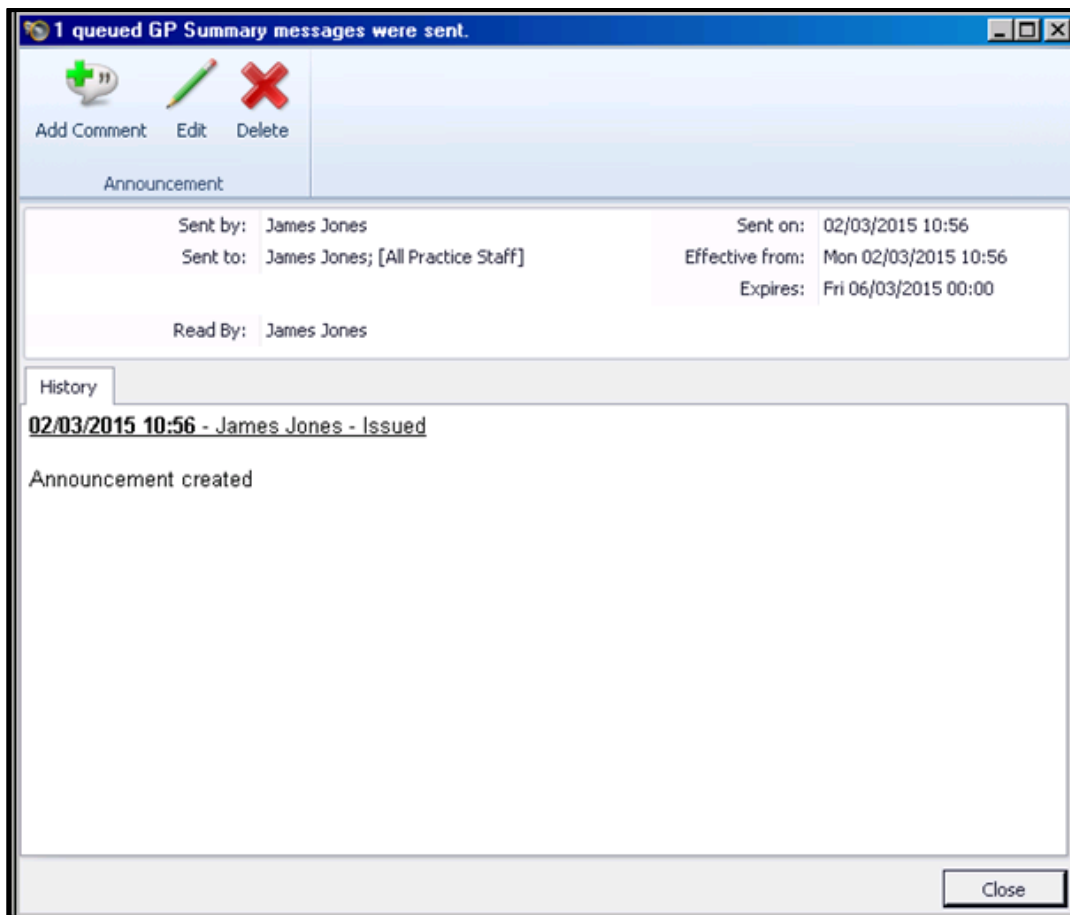 1 queued GP Summary messages were sent.
Add Comment Edit Delete
Announcement
Sent by: James Jones Sent on: 02/03/2015 10:56
Sent to: James Jones; [All Practice Staff] Effective from: Mon 02/03/2015 10:56
Expires: Fri 06/03/2015 00:00
Read By: James Jones
History
02/03/2015 10:56 - James Jones - Issued
Announcement created
Close